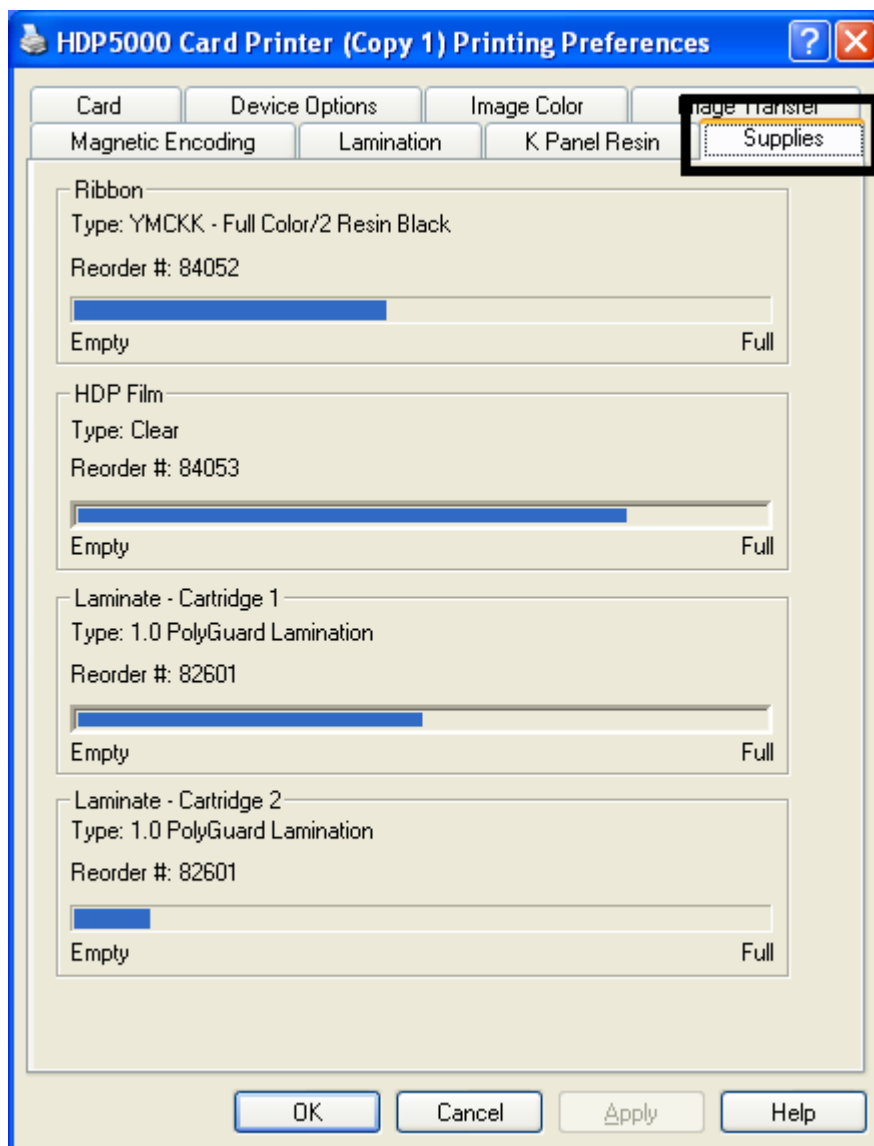 HDP5000 Card Printer (Copy 1) Printing Preferences
Card Device Options Image Color Image Transfer
Magnetic Encoding Lamination K Panel Resin Supplies
Ribbon
Type: YMCKK - Full Color/2 Resin Black
Reorder #: 84052
Empty Full
HDP Film
Type: Clear
Reorder #: 84053
Empty Full
Laminate - Cartridge 1
Type: 1.0 PolyGuard Lamination
Reorder #: 82601
Empty Full
Laminate - Cartridge 2
Type: 1.0 PolyGuard Lamination
Reorder #: 82601
Empty Full
OK Cancel Apply Help